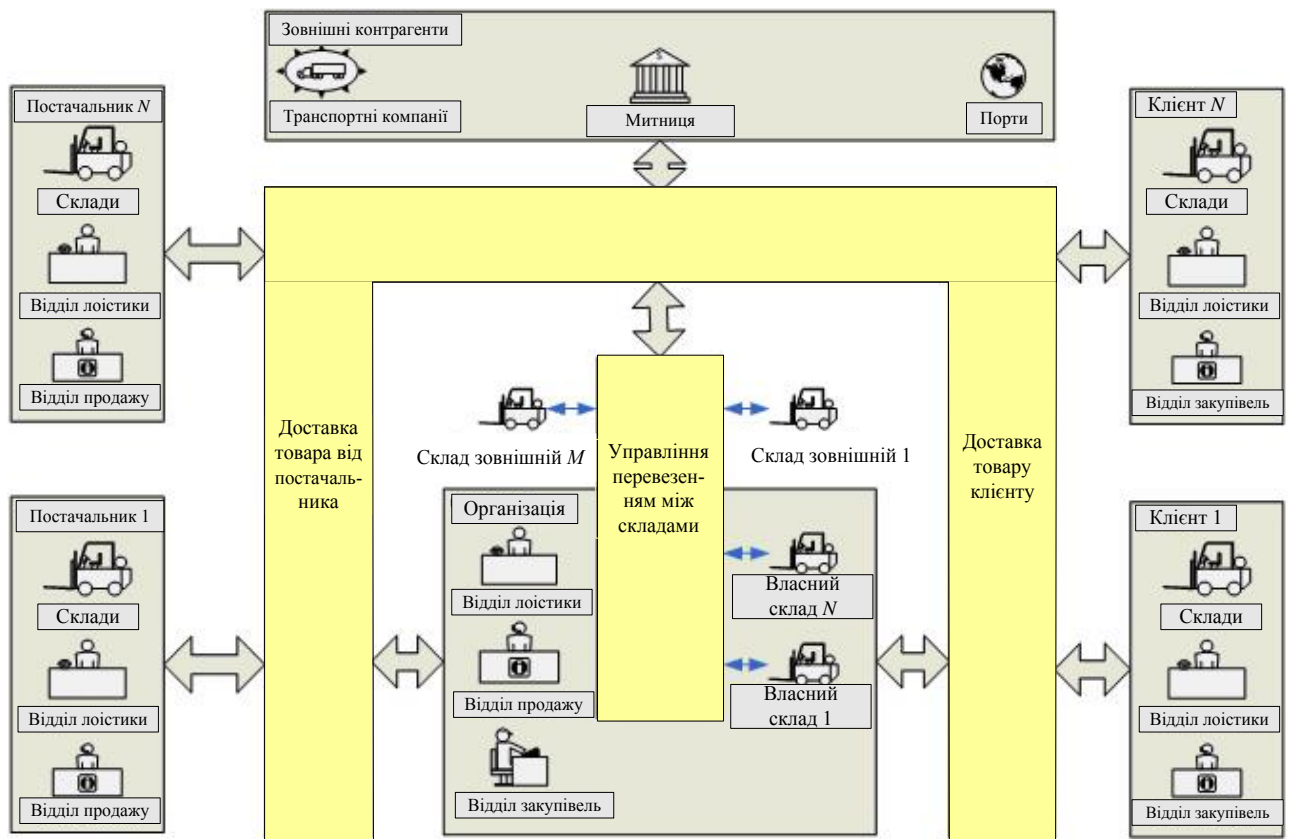 Зовнішні контрагенти
Транспортні компанії
Митниця
Порти
Постачальник N
Склади
Відділ лоістики
Відділ продажу
Клієнт N
Склади
Відділ лоістики
Відділ закупівель
Доставка
товара від
постачаль-
ника
Склад зовнішній M
Управління
перевезен-
ням між
складами
Склад зовнішній 1
Доставка
товару
клієнту
Постачальник 1
Склади
Відділ лоістики
Відділ продажу
Організація
Відділ лоістики
Відділ продажу
Відділ закупівель
Власний
склад N
Власний
склад 1
Клієнт 1
Склади
Відділ лоістики
Відділ закупівель